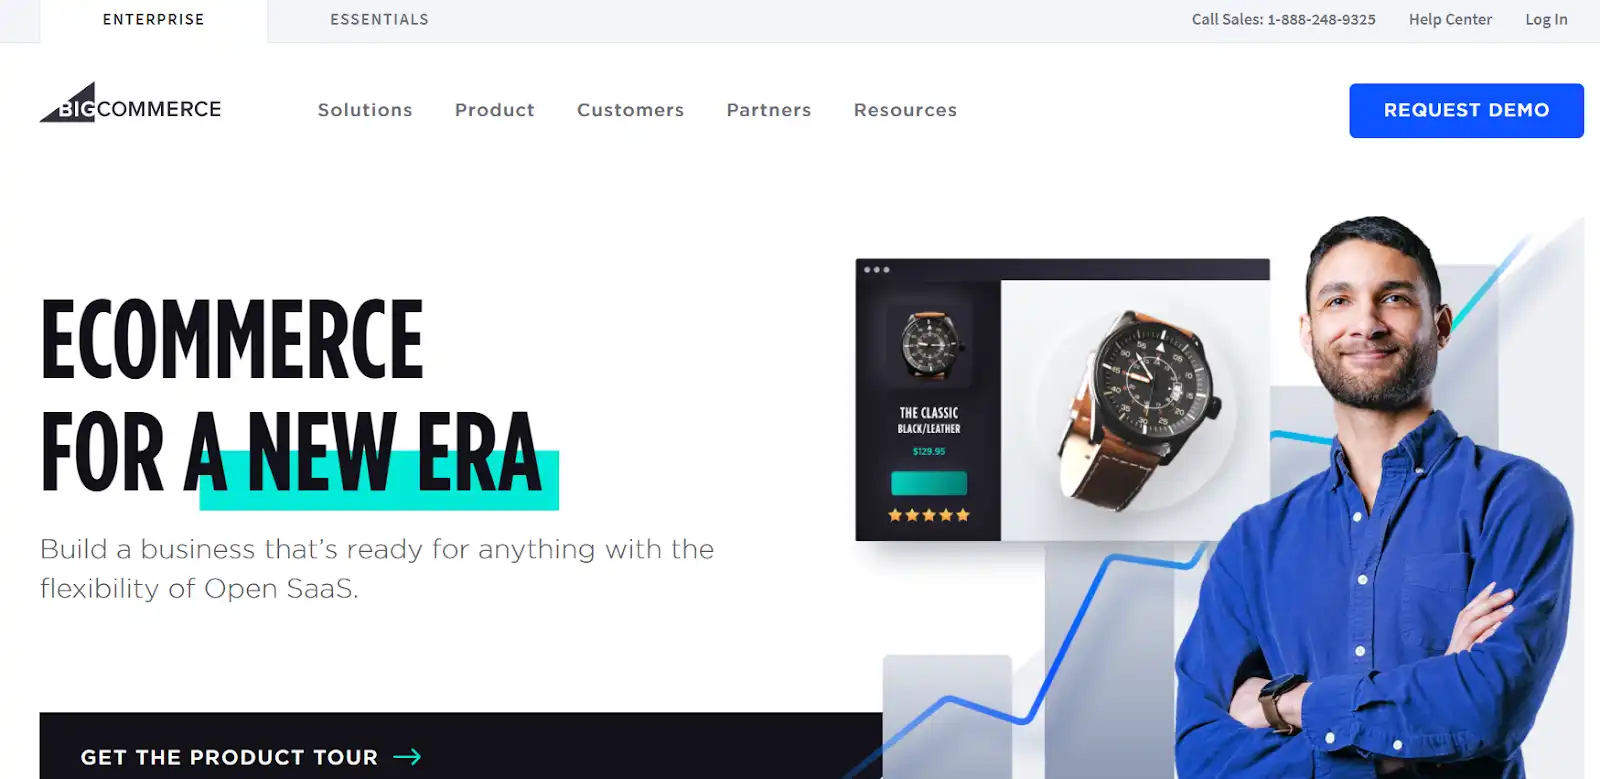 ENTERPRISE
ESSENTIALS
Call Sales: 1-888-248-9325
Help Center
Log In
BIGCOMMERCE
Solutions
Product
Customers
Partners
Resources
REQUEST DEMO
ECOMMERCE
FOR A NEW ERA
Build a business that’s ready for anything with the
flexibility of Open SaaS.
THE CLASSIC
BLACK/LEATHER
$129.95
GET THE PRODUCT TOUR